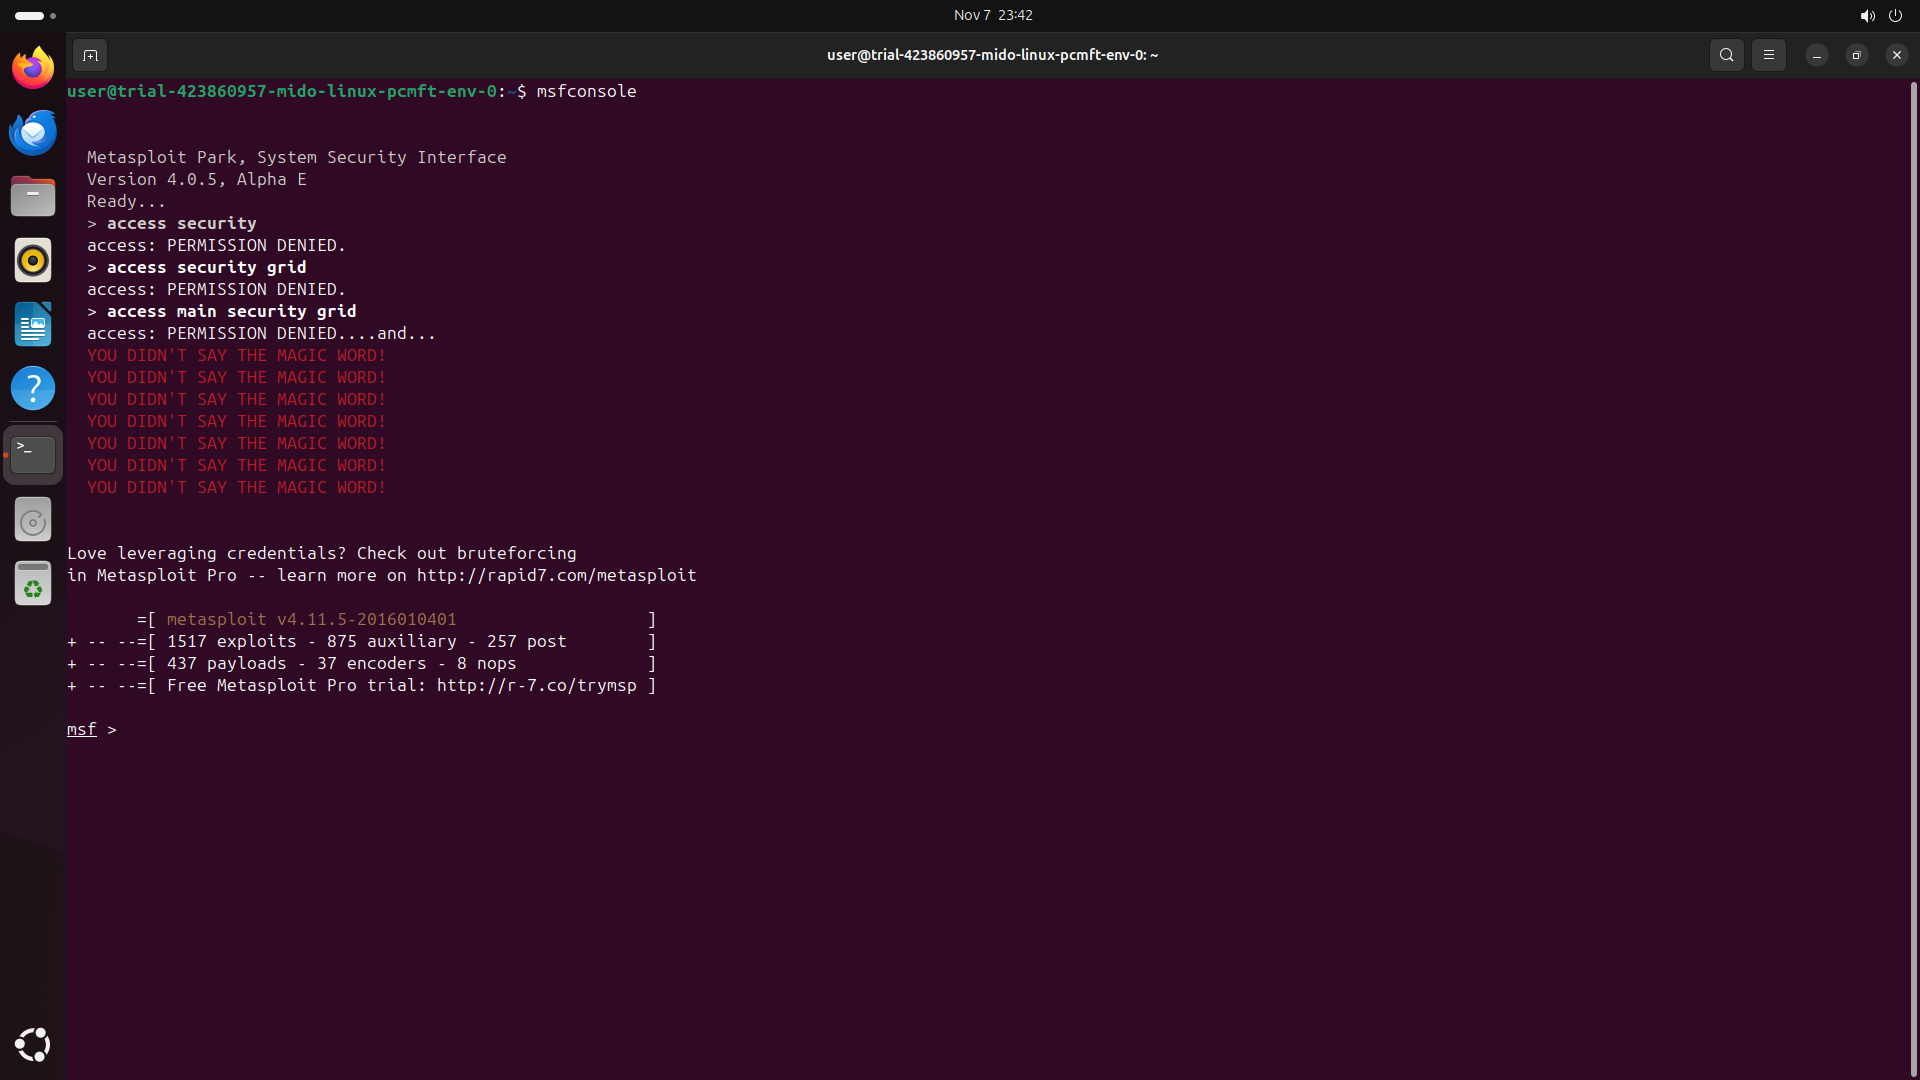 Nov 7 23:42
user@trial-423860957-mido-linux-pcmft-env-0: ~
user@trial-423860957-mido-linux-pcmft-env-0:~$ msfconsole
Metasploit Park, System Security Interface
Version 4.0.5, Alpha E
Ready...
> access security
access: PERMISSION DENIED.
> access security grid
access: PERMISSION DENIED.
> access main security grid
access: PERMISSION DENIED....and...
YOU DIDN'T SAY THE MAGIC WORD!
YOU DIDN'T SAY THE MAGIC WORD!
YOU DIDN'T SAY THE MAGIC WORD!
YOU DIDN'T SAY THE MAGIC WORD!
YOU DIDN'T SAY THE MAGIC WORD!
YOU DIDN'T SAY THE MAGIC WORD!
YOU DIDN'T SAY THE MAGIC WORD!
Love leveraging credentials? Check out bruteforcing
in Metasploit Pro -- learn more on http://rapid7.com/metasploit
=[ metasploit v4.11.5-2016010401 ]
+ -- --=[ 1517 exploits - 875 auxiliary - 257 post ]
+ -- --=[ 437 payloads - 37 encoders - 8 nops ]
+ -- --=[ Free Metasploit Pro trial: http://r-7.co/trymsp ]
msf >